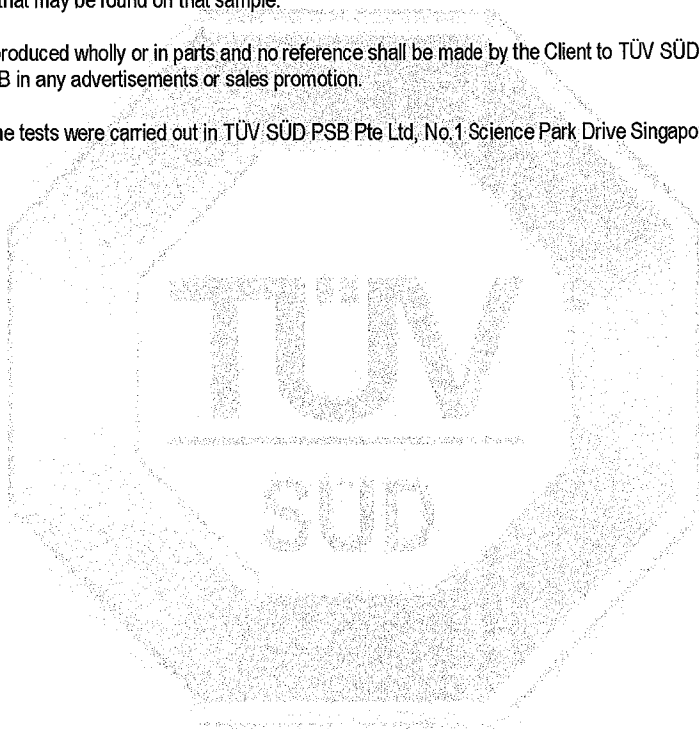 that may be found on that sample.
produced wholly or in parts and no reference shall be made by the Client to TÜV SÜD
B in any advertisements or sales promotion.
he tests were carried out in TÜV SÜD PSB Pte Ltd, No.1 Science Park Drive Singapo
TÜV
SÜD